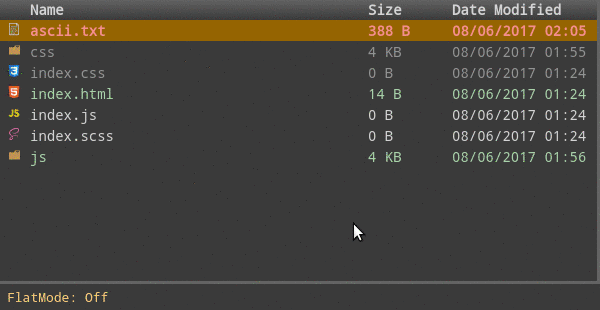 Name Size Date Modified
ascii.txt 388 B 08/06/2017 02:05
css 4 KB 08/06/2017 01:55
index.css 0 B 08/06/2017 01:24
index.html 14 B 08/06/2017 01:24
JS index.js 0 B 08/06/2017 01:24
index.scss 0 B 08/06/2017 01:24
js 4 KB 08/06/2017 01:56
FlatMode: Off